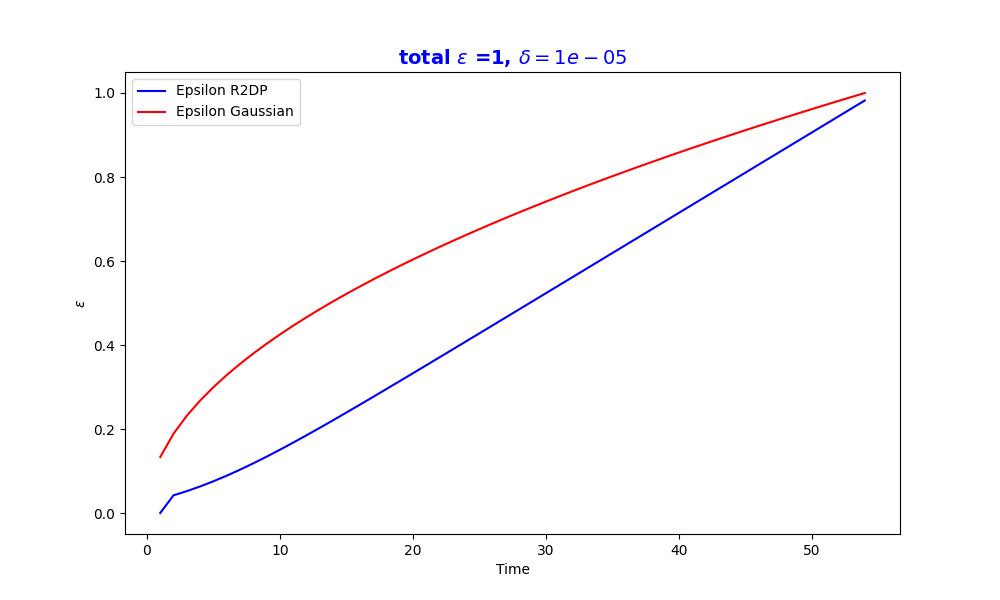 total ε =1, δ = 1e − 05
Epsilon R2DP
Epsilon Gaussian
1.0
0.8
0.6
0.4
0.2
0.0
ε
0 10 20 30 40 50
Time